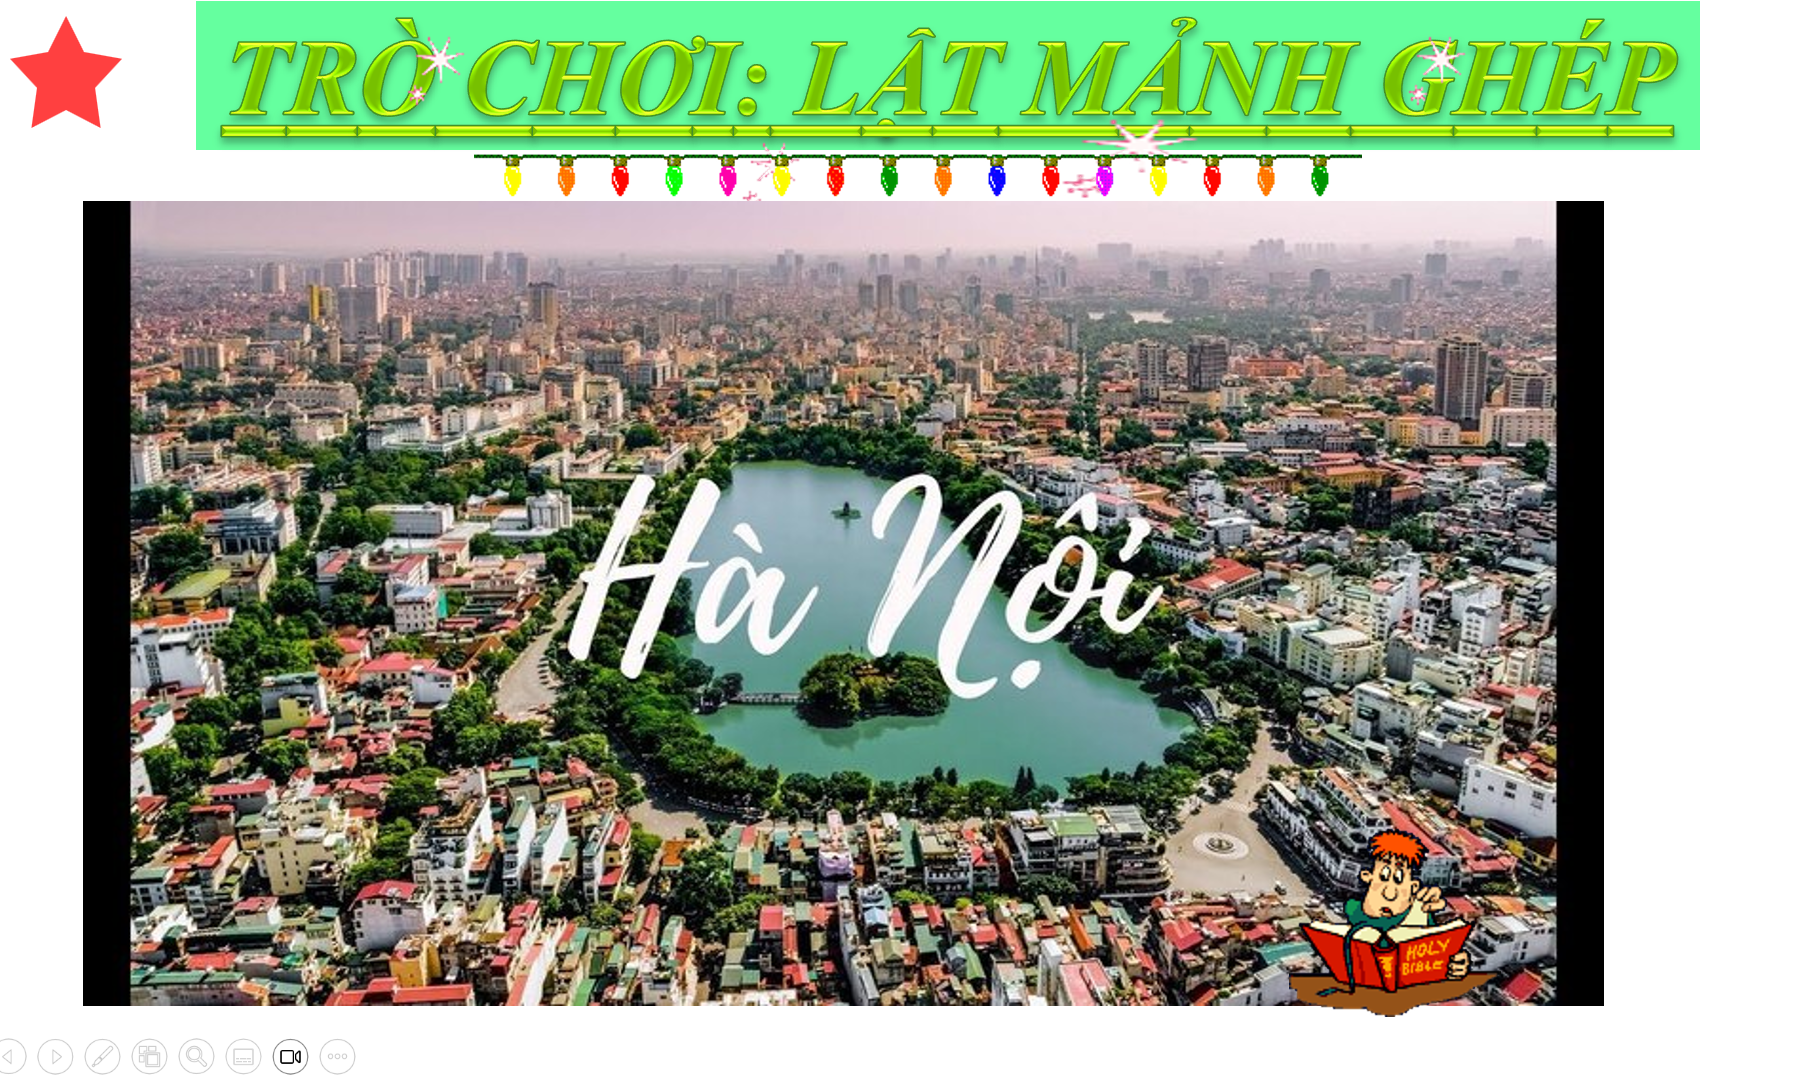 TRÒ CHƠI: LẬT MẢNH GHÉP
Hà Nội
HOLY
BIBLE